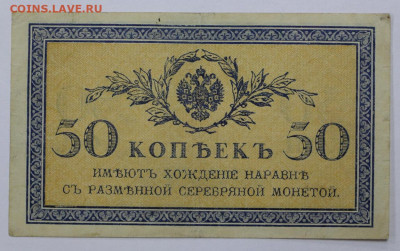 COINS.LAVE.RU
50 КОПѢЕКЪ 50
ИМѢЮТЪ ХОЖДЕНІЕ НАРАВНѢ
СЪ РАЗМѢННОЙ СЕРЕБРЯНОЙ МОНЕТОЙ.